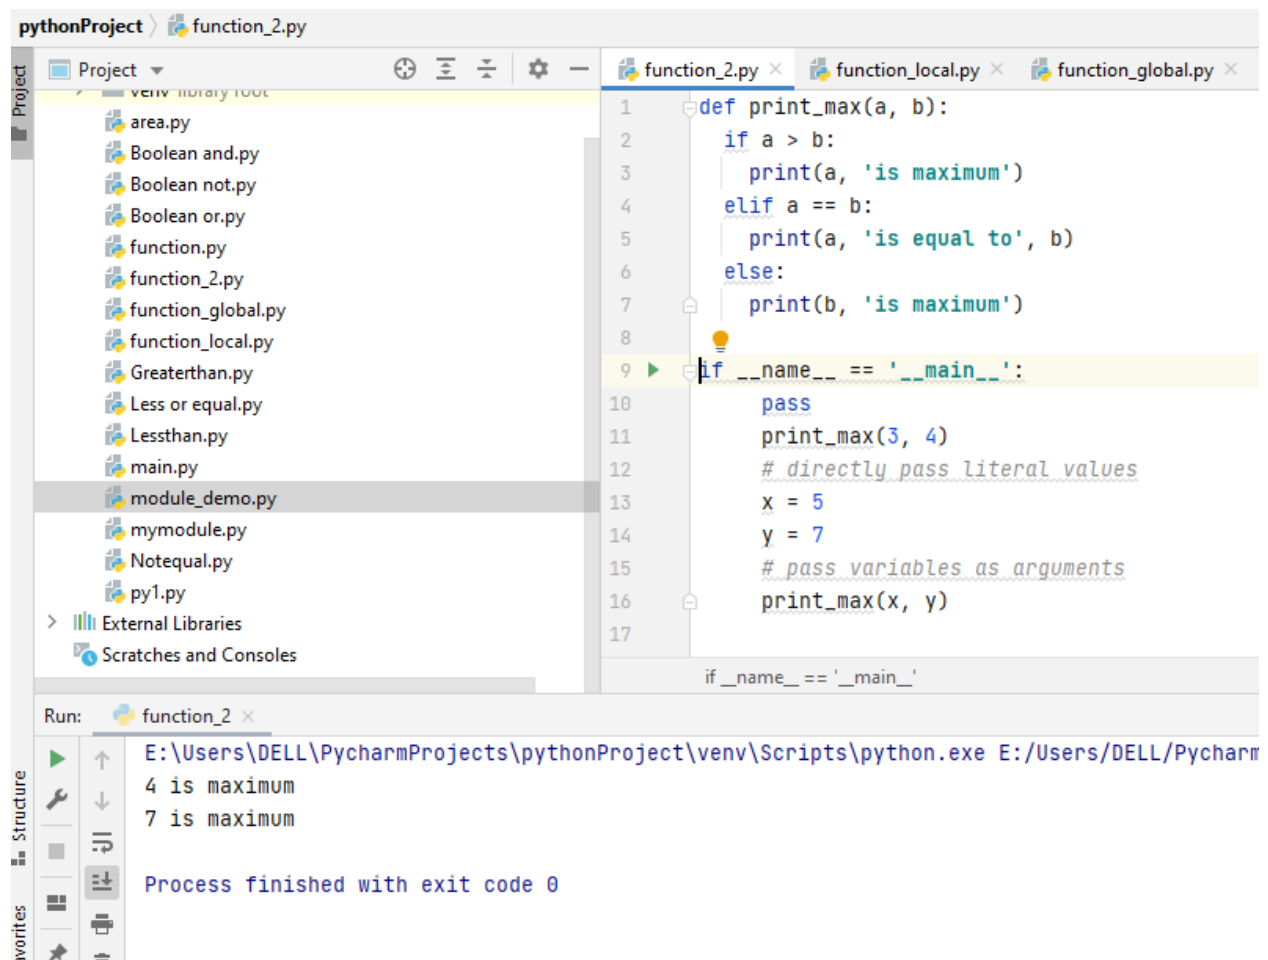 pythonProject function_2.py
Project
Project
function_2.py function_local.py function_global.py
venv library root
area.py
Boolean and.py
Boolean not.py
Boolean or.py
function.py
function_2.py
function_global.py
function_local.py
Greaterthan.py
Less or equal.py
Lessthan.py
main.py
module_demo.py
mymodule.py
Notequal.py
py1.py
External Libraries
Scratches and Consoles
1 def print_max(a, b):
2 if a > b:
3 print(a, 'is maximum')
4 elif a == b:
5 print(a, 'is equal to', b)
6 else:
7 print(b, 'is maximum')
8
9 if __name__ == '__main__':
10 pass
11 print_max(3, 4)
12 # directly pass literal values
13 x = 5
14 y = 7
15 # pass variables as arguments
16 print_max(x, y)
17
if __name__ == '__main__'
Run: function_2
E:\Users\DELL\PycharmProjects\pythonProject\venv\Scripts\python.exe E:/Users/DELL/Pycharm
4 is maximum
7 is maximum
Process finished with exit code 0
Structure
avorites